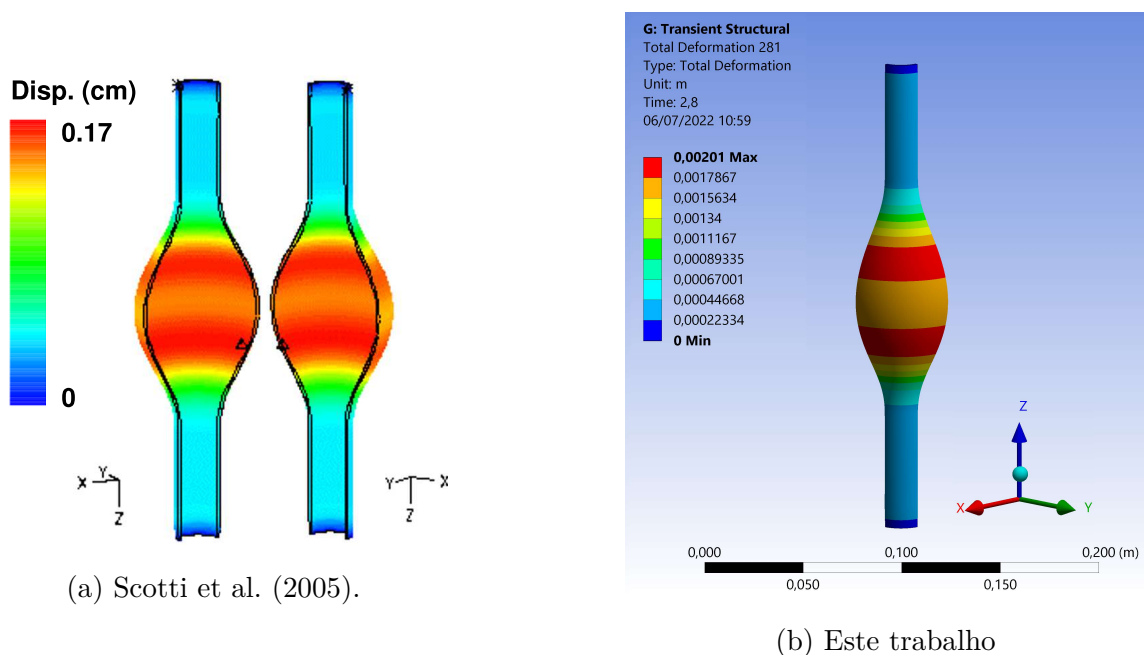 Disp. (cm)
0.17
0
X Y
Z
Y X
Z
(a) Scotti et al. (2005).
G: Transient Structural
Total Deformation 281
Type: Total Deformation
Unit: m
Time: 2,8
06/07/2022 10:59
0,00201 Max
0,0017867
0,0015634
0,00134
0,0011167
0,00089335
0,00067001
0,00044668
0,00022334
0 Min
Z
X
Y
0,000 0,100 0,200 (m)
0,050 0,150
(b) Este trabalho